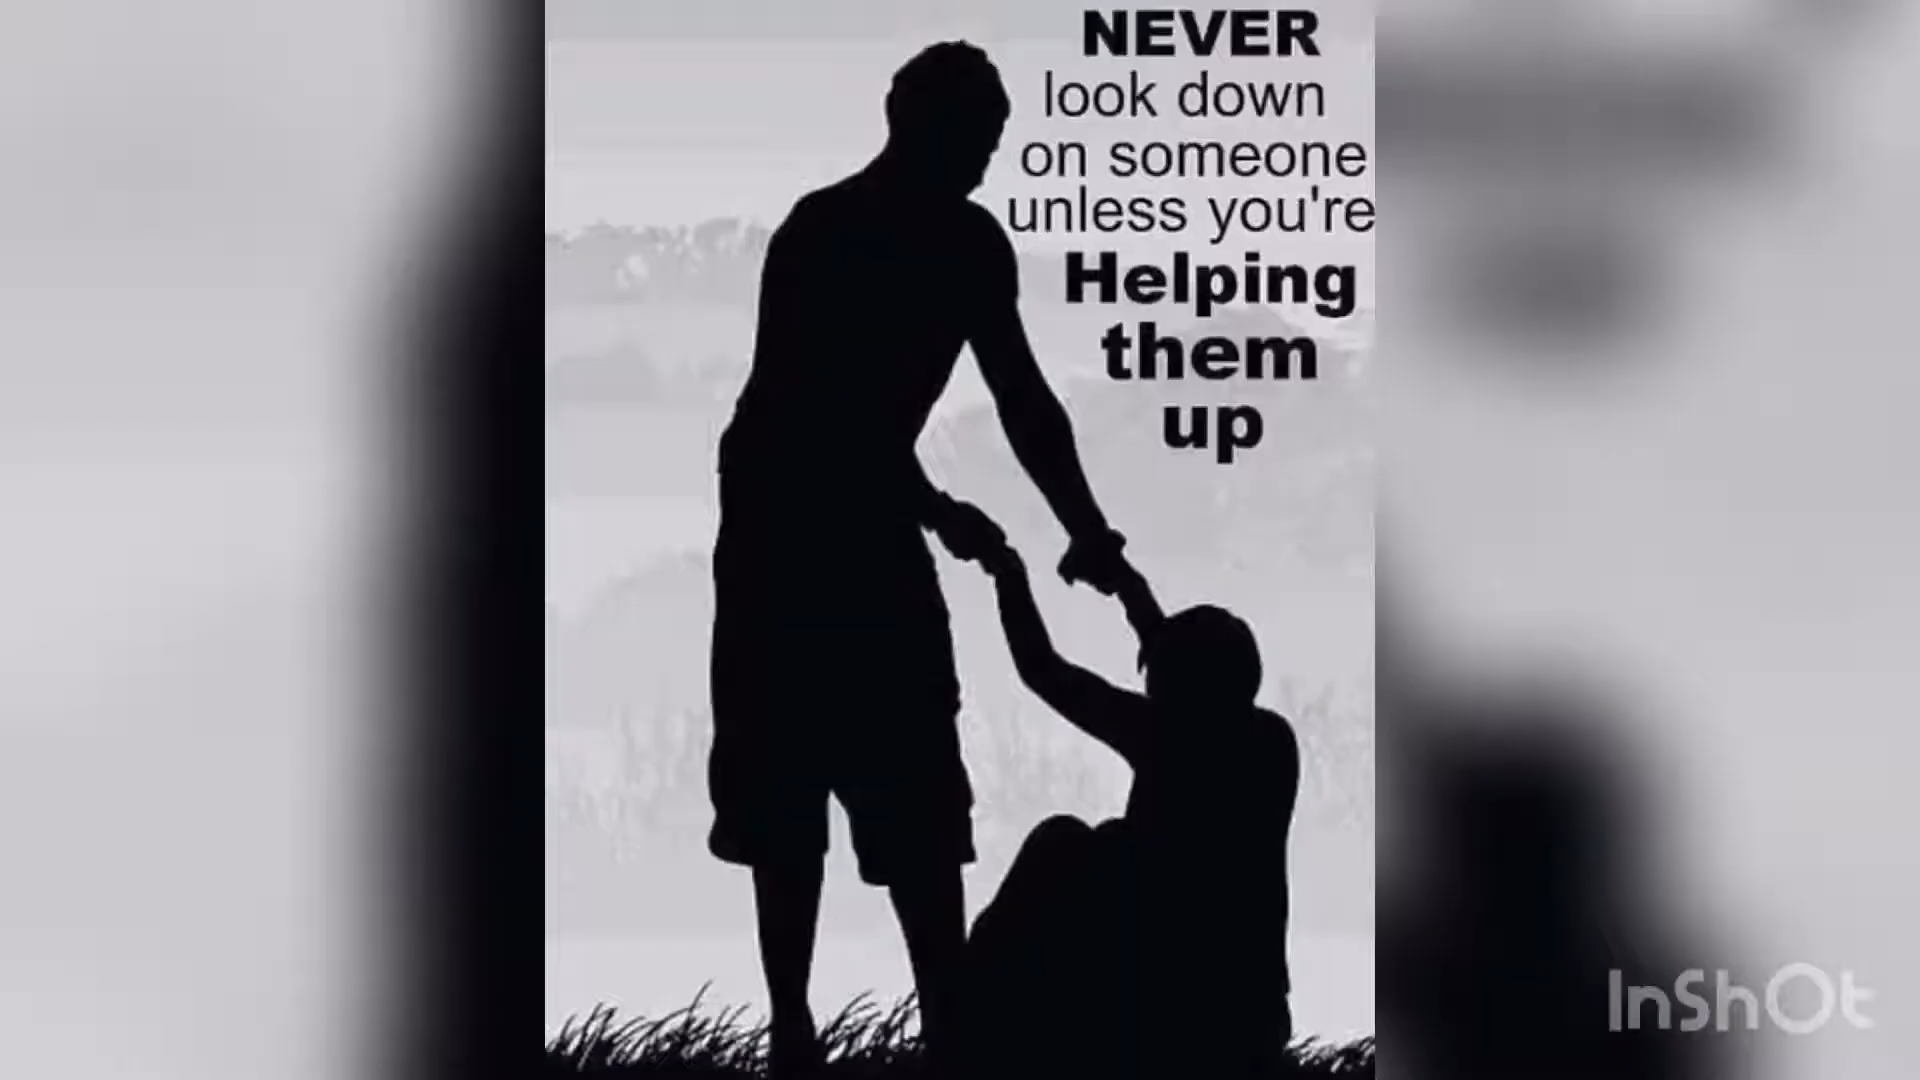 NEVER
look down
on someone
unless you're
Helping
them
up
InShOt